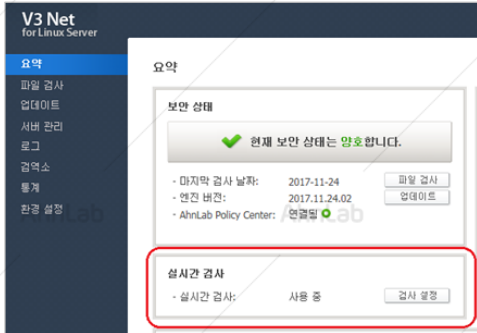 V3 Net
for Linux Server
요약
파일 검사
업데이트
서버 관리
로그
검역소
통계
환경 설정
요약
보안 상태
현재 보안 상태는 양호합니다.
- 마지막 검사 날짜: 2017-11-24 파일 검사
- 엔진 버전: 2017.11.24.02 업데이트
- AhnLab Policy Center: 연결됨
실시간 검사
- 실시간 검사: 사용 중 검사 설정
AhnLab
AhnLab